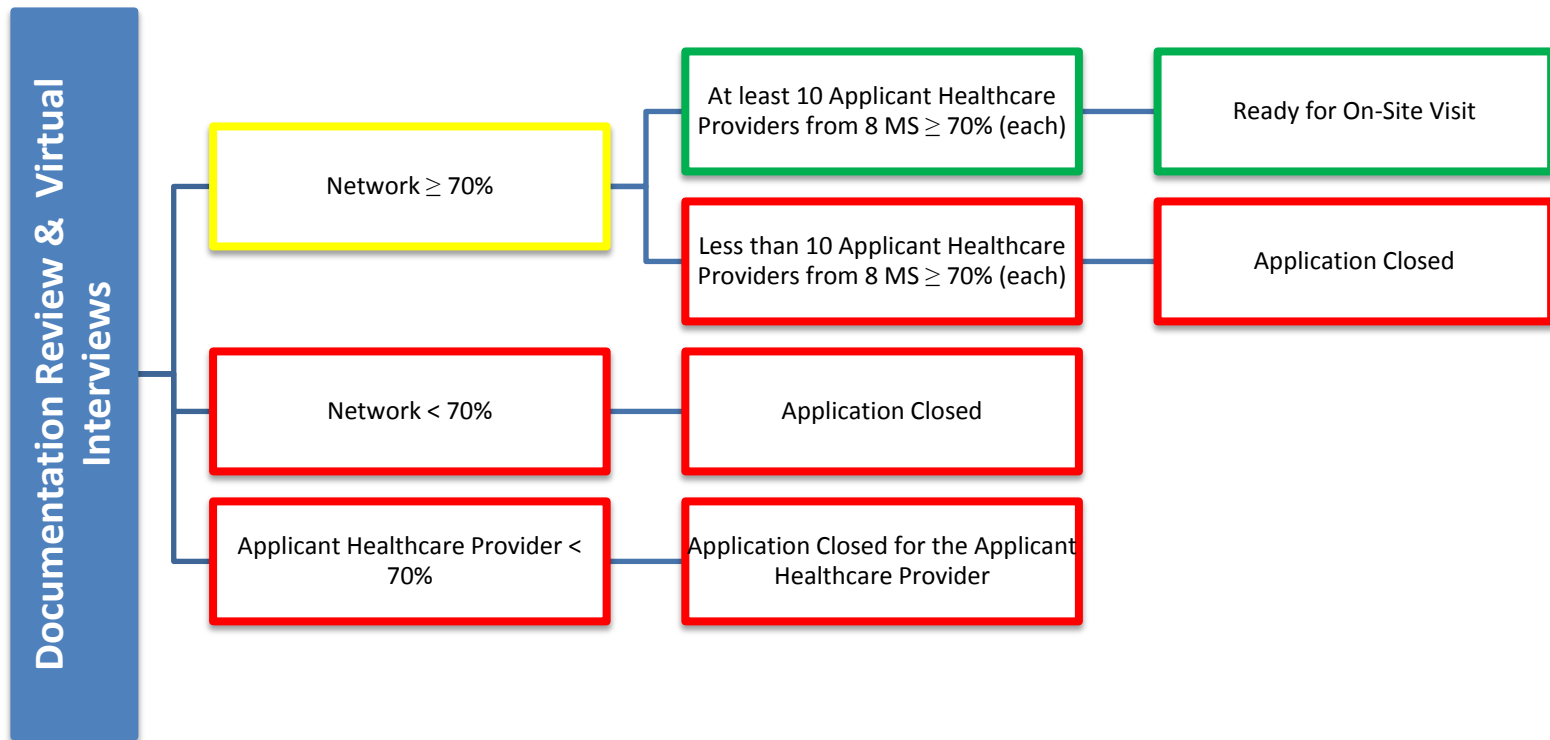 Documentation Review & Virtual
Interviews
Network ≥ 70%
At least 10 Applicant Healthcare
Providers from 8 MS ≥ 70% (each)
Ready for On-Site Visit
Less than 10 Applicant Healthcare
Providers from 8 MS ≥ 70% (each)
Application Closed
Network < 70%
Application Closed
Applicant Healthcare Provider <
70%
Application Closed for the Applicant
Healthcare Provider